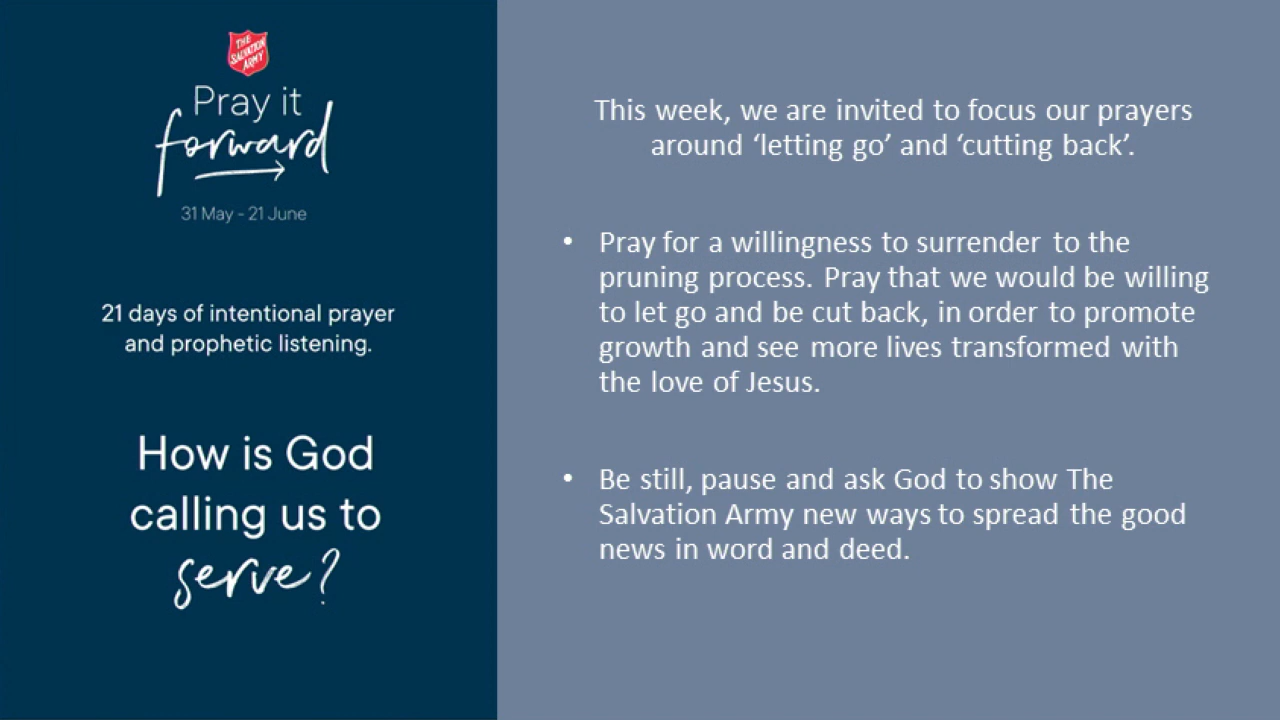 THE
SALVATION
ARMY
Pray it
forward
31 May - 21 June
21 days of intentional prayer
and prophetic listening.
How is God
calling us to
serve?
This week, we are invited to focus our prayers
around ‘letting go’ and ‘cutting back’.
• Pray for a willingness to surrender to the
pruning process. Pray that we would be willing
to let go and be cut back, in order to promote
growth and see more lives transformed with
the love of Jesus.
• Be still, pause and ask God to show The
Salvation Army new ways to spread the good
news in word and deed.